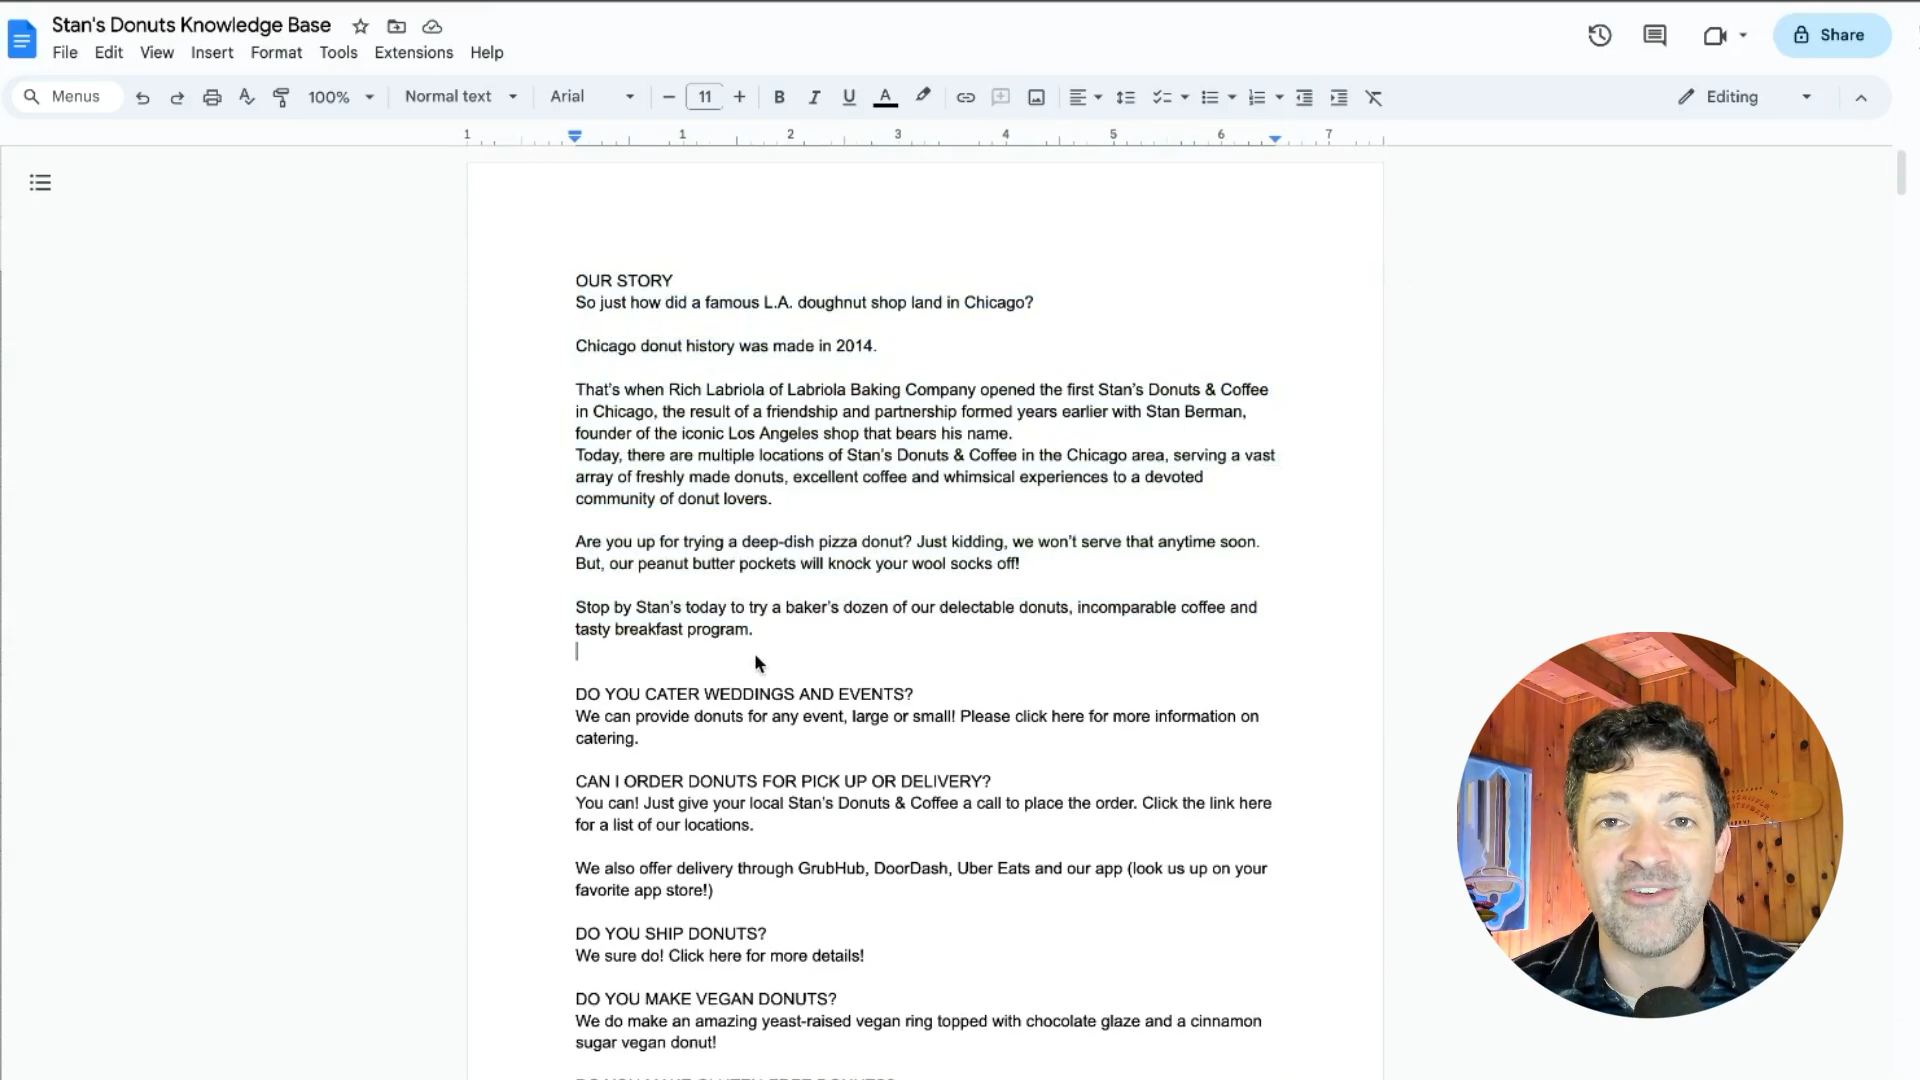 Stan's Donuts Knowledge Base
File Edit View Insert Format Tools Extensions Help
Share
Menus 100% Normal text Arial 11 B I U A Editing
1 1 2 3 4 5 6 7
OUR STORY
So just how did a famous L.A. doughnut shop land in Chicago?
Chicago donut history was made in 2014.
That's when Rich Labriola of Labriola Baking Company opened the first Stan's Donuts & Coffee
in Chicago, the result of a friendship and partnership formed years earlier with Stan Berman,
founder of the iconic Los Angeles shop that bears his name.
Today, there are multiple locations of Stan's Donuts & Coffee in the Chicago area, serving a vast
array of freshly made donuts, excellent coffee and whimsical experiences to a devoted
community of donut lovers.
Are you up for trying a deep-dish pizza donut? Just kidding, we won't serve that anytime soon.
But, our peanut butter pockets will knock your wool socks off!
Stop by Stan's today to try a baker's dozen of our delectable donuts, incomparable coffee and
tasty breakfast program.
DO YOU CATER WEDDINGS AND EVENTS?
We can provide donuts for any event, large or small! Please click here for more information on
catering.
CAN I ORDER DONUTS FOR PICK UP OR DELIVERY?
You can! Just give your local Stan's Donuts & Coffee a call to place the order. Click the link here
for a list of our locations.
We also offer delivery through GrubHub, DoorDash, Uber Eats and our app (look us up on your
favorite app store!)
DO YOU SHIP DONUTS?
We sure do! Click here for more details!
DO YOU MAKE VEGAN DONUTS?
We do make an amazing yeast-raised vegan ring topped with chocolate glaze and a cinnamon
sugar vegan donut!